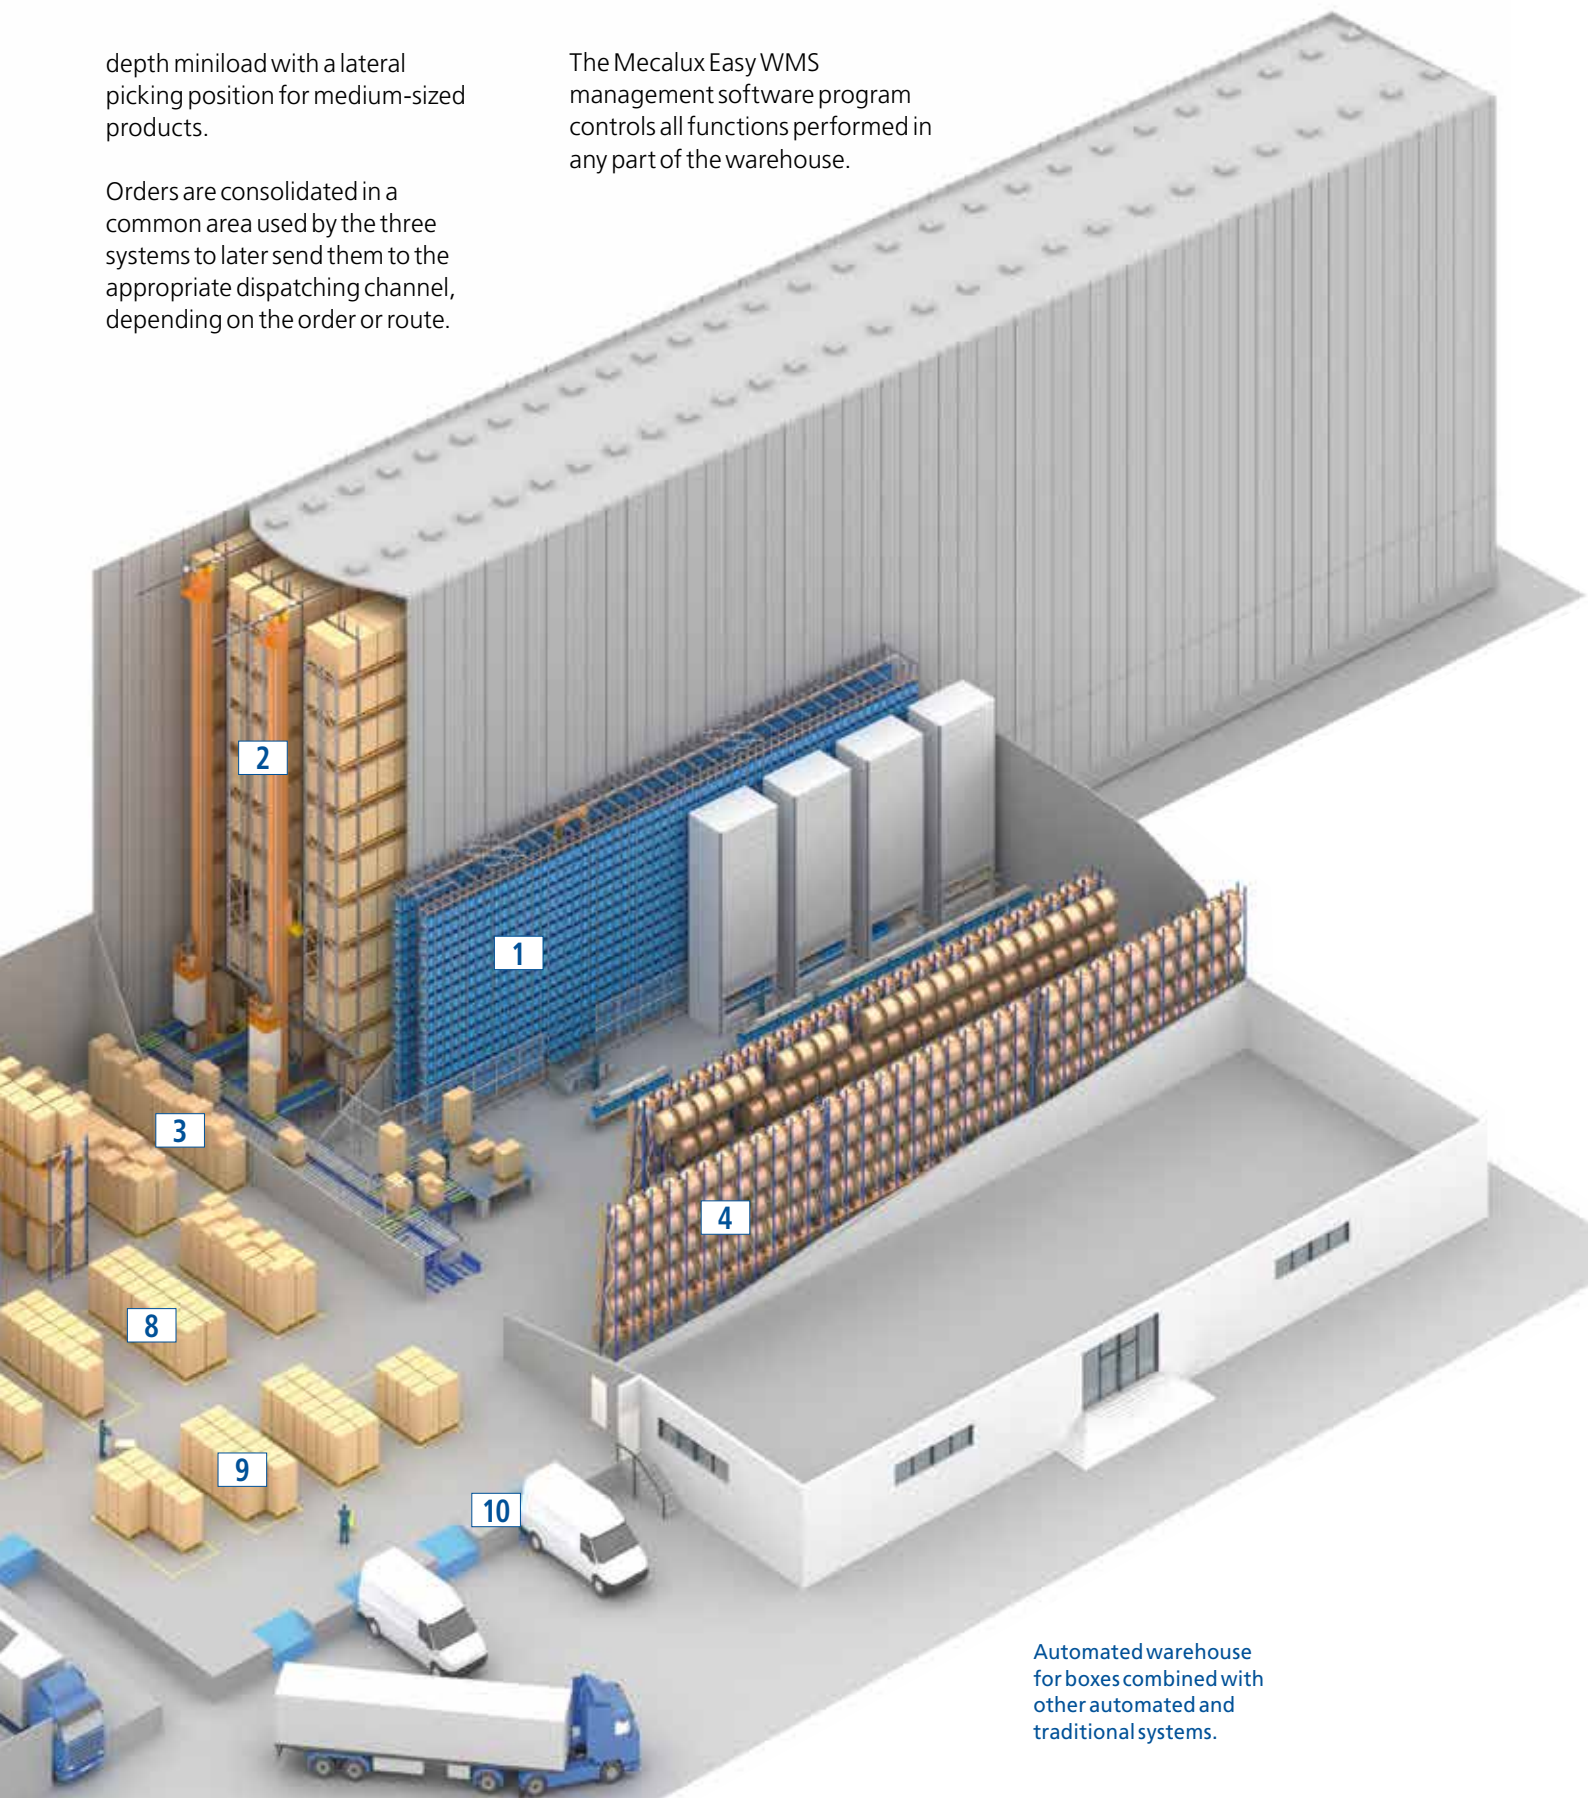 depth miniload with a lateral
picking position for medium-sized
products.
Orders are consolidated in a
common area used by the three
systems to later send them to the
appropriate dispatching channel,
depending on the order or route.
The Mecalux Easy WMS
management software program
controls all functions performed in
any part of the warehouse.
2
1
3
4
8
9
10
Automated warehouse
for boxes combined with
other automated and
traditional systems.